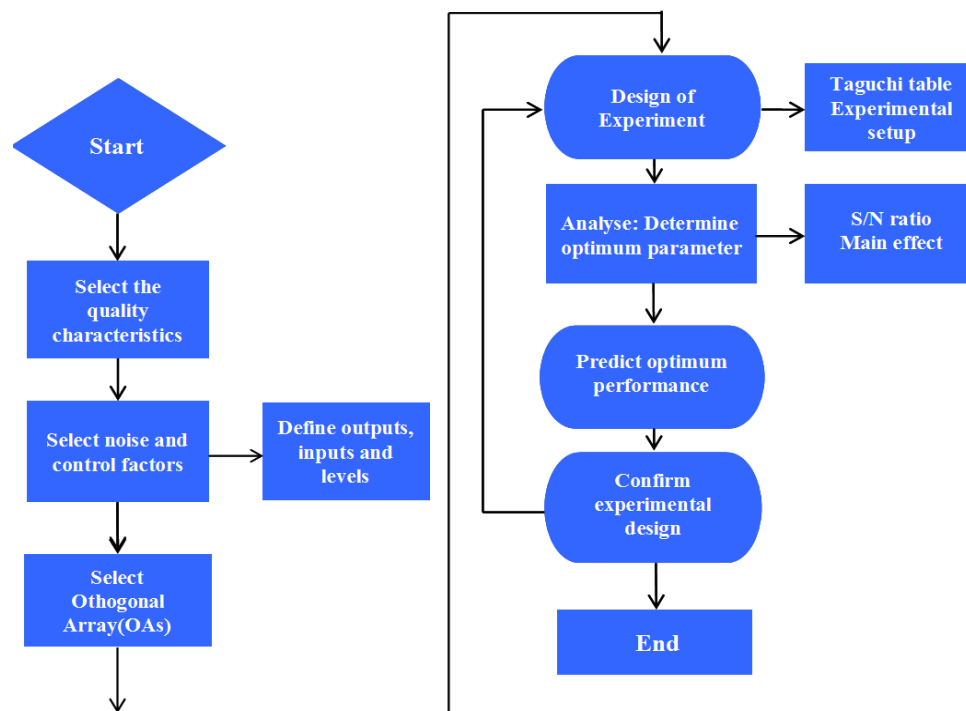 Start
Select the
quality
characteristics
Select noise and
control factors
Define outputs,
inputs and
levels
Select
Othogonal
Array(OAs)
Design of
Experiment
Taguchi table
Experimental
setup
Analyse: Determine
optimum parameter
S/N ratio
Main effect
Predict optimum
performance
Confirm
experimental
design
End